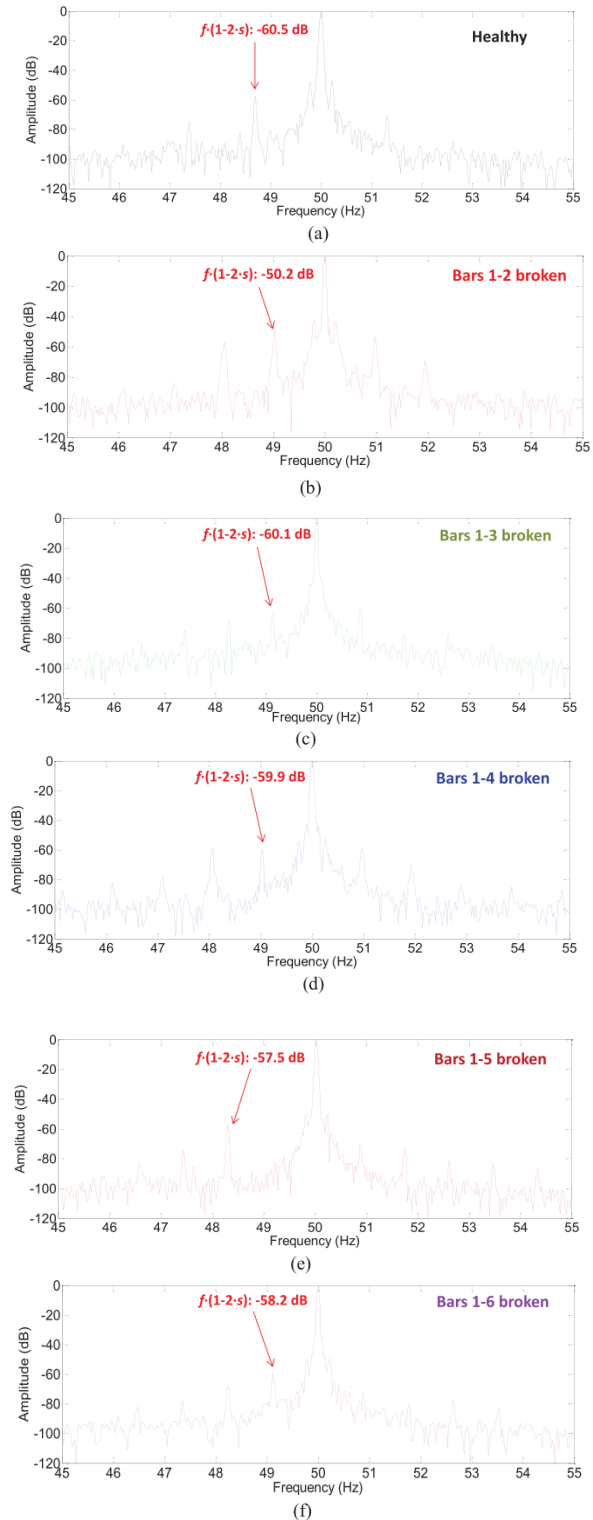 f·(1-2·s): -60.5 dB
Healthy
Amplitude (dB)
0
-20
-40
-60
-80
-100
-120
45 46 47 48 49 50 51 52 53 54 55
Frequency (Hz)
(a)
f·(1-2·s): -50.2 dB
Bars 1-2 broken
Amplitude (dB)
0
-20
-40
-60
-80
-100
-120
45 46 47 48 49 50 51 52 53 54 55
Frequency (Hz)
(b)
f·(1-2·s): -60.1 dB
Bars 1-3 broken
Amplitude (dB)
0
-20
-40
-60
-80
-100
-120
45 46 47 48 49 50 51 52 53 54 55
Frequency (Hz)
(c)
f·(1-2·s): -59.9 dB
Bars 1-4 broken
Amplitude (dB)
0
-20
-40
-60
-80
-100
-120
45 46 47 48 49 50 51 52 53 54 55
Frequency (Hz)
(d)
f·(1-2·s): -57.5 dB
Bars 1-5 broken
Amplitude (dB)
0
-20
-40
-60
-80
-100
-120
45 46 47 48 49 50 51 52 53 54 55
Frequency (Hz)
(e)
f·(1-2·s): -58.2 dB
Bars 1-6 broken
Amplitude (dB)
0
-20
-40
-60
-80
-100
-120
45 46 47 48 49 50 51 52 53 54 55
Frequency (Hz)
(f)